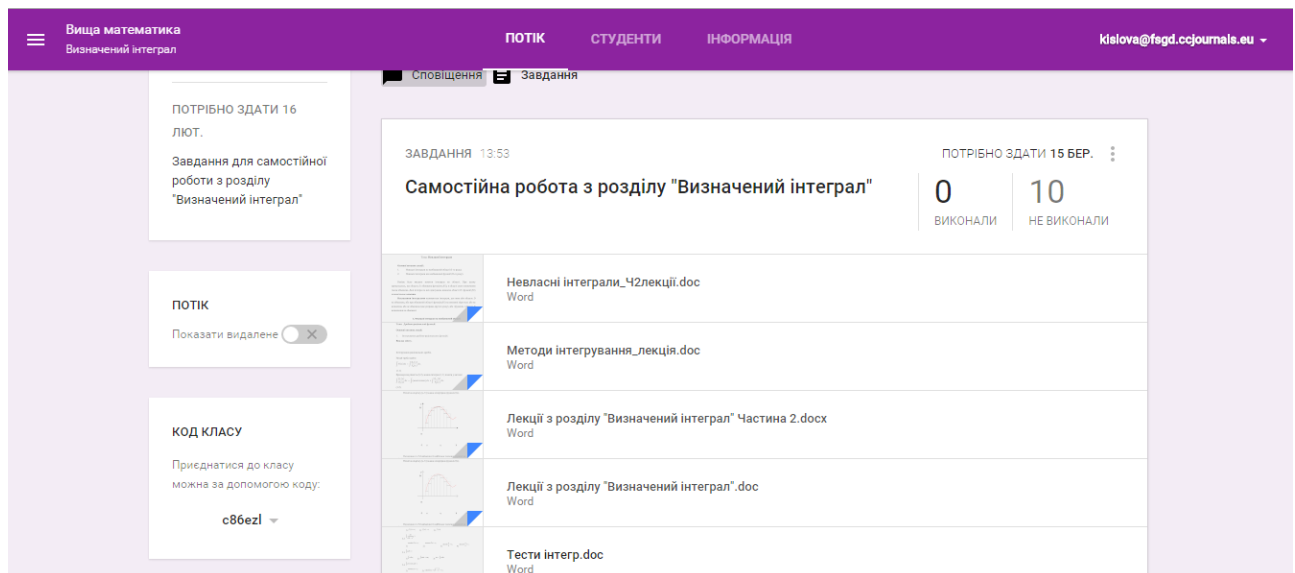 Вища математика
Визначений інтеграл
ПОТІК СТУДЕНТИ ІНФОРМАЦІЯ
kislova@fsgd.ccjournals.eu
Сповіщення Завдання
ПОТРІБНО ЗДАТИ 16
ЛЮТ.
Завдання для самостійної
роботи з розділу
"Визначений інтеграл"
ПОТІК
Показати видалене
КОД КЛАСУ
Приєднатися до класу
можна за допомогою коду:
c86ezl
ЗАВДАННЯ 13:53
ПОТРІБНО ЗДАТИ 15 БЕР.
Самостійна робота з розділу "Визначений інтеграл"
0 10
ВИКОНАЛИ НЕ ВИКОНАЛИ
Невласні інтеграли_Ч2лекції.doc
Word
Методи інтегрування_лекція.doc
Word
Лекції з розділу "Визначений інтеграл" Частина 2.docx
Word
Лекції з розділу "Визначений інтеграл".doc
Word
Тести інтегр.doc
Word